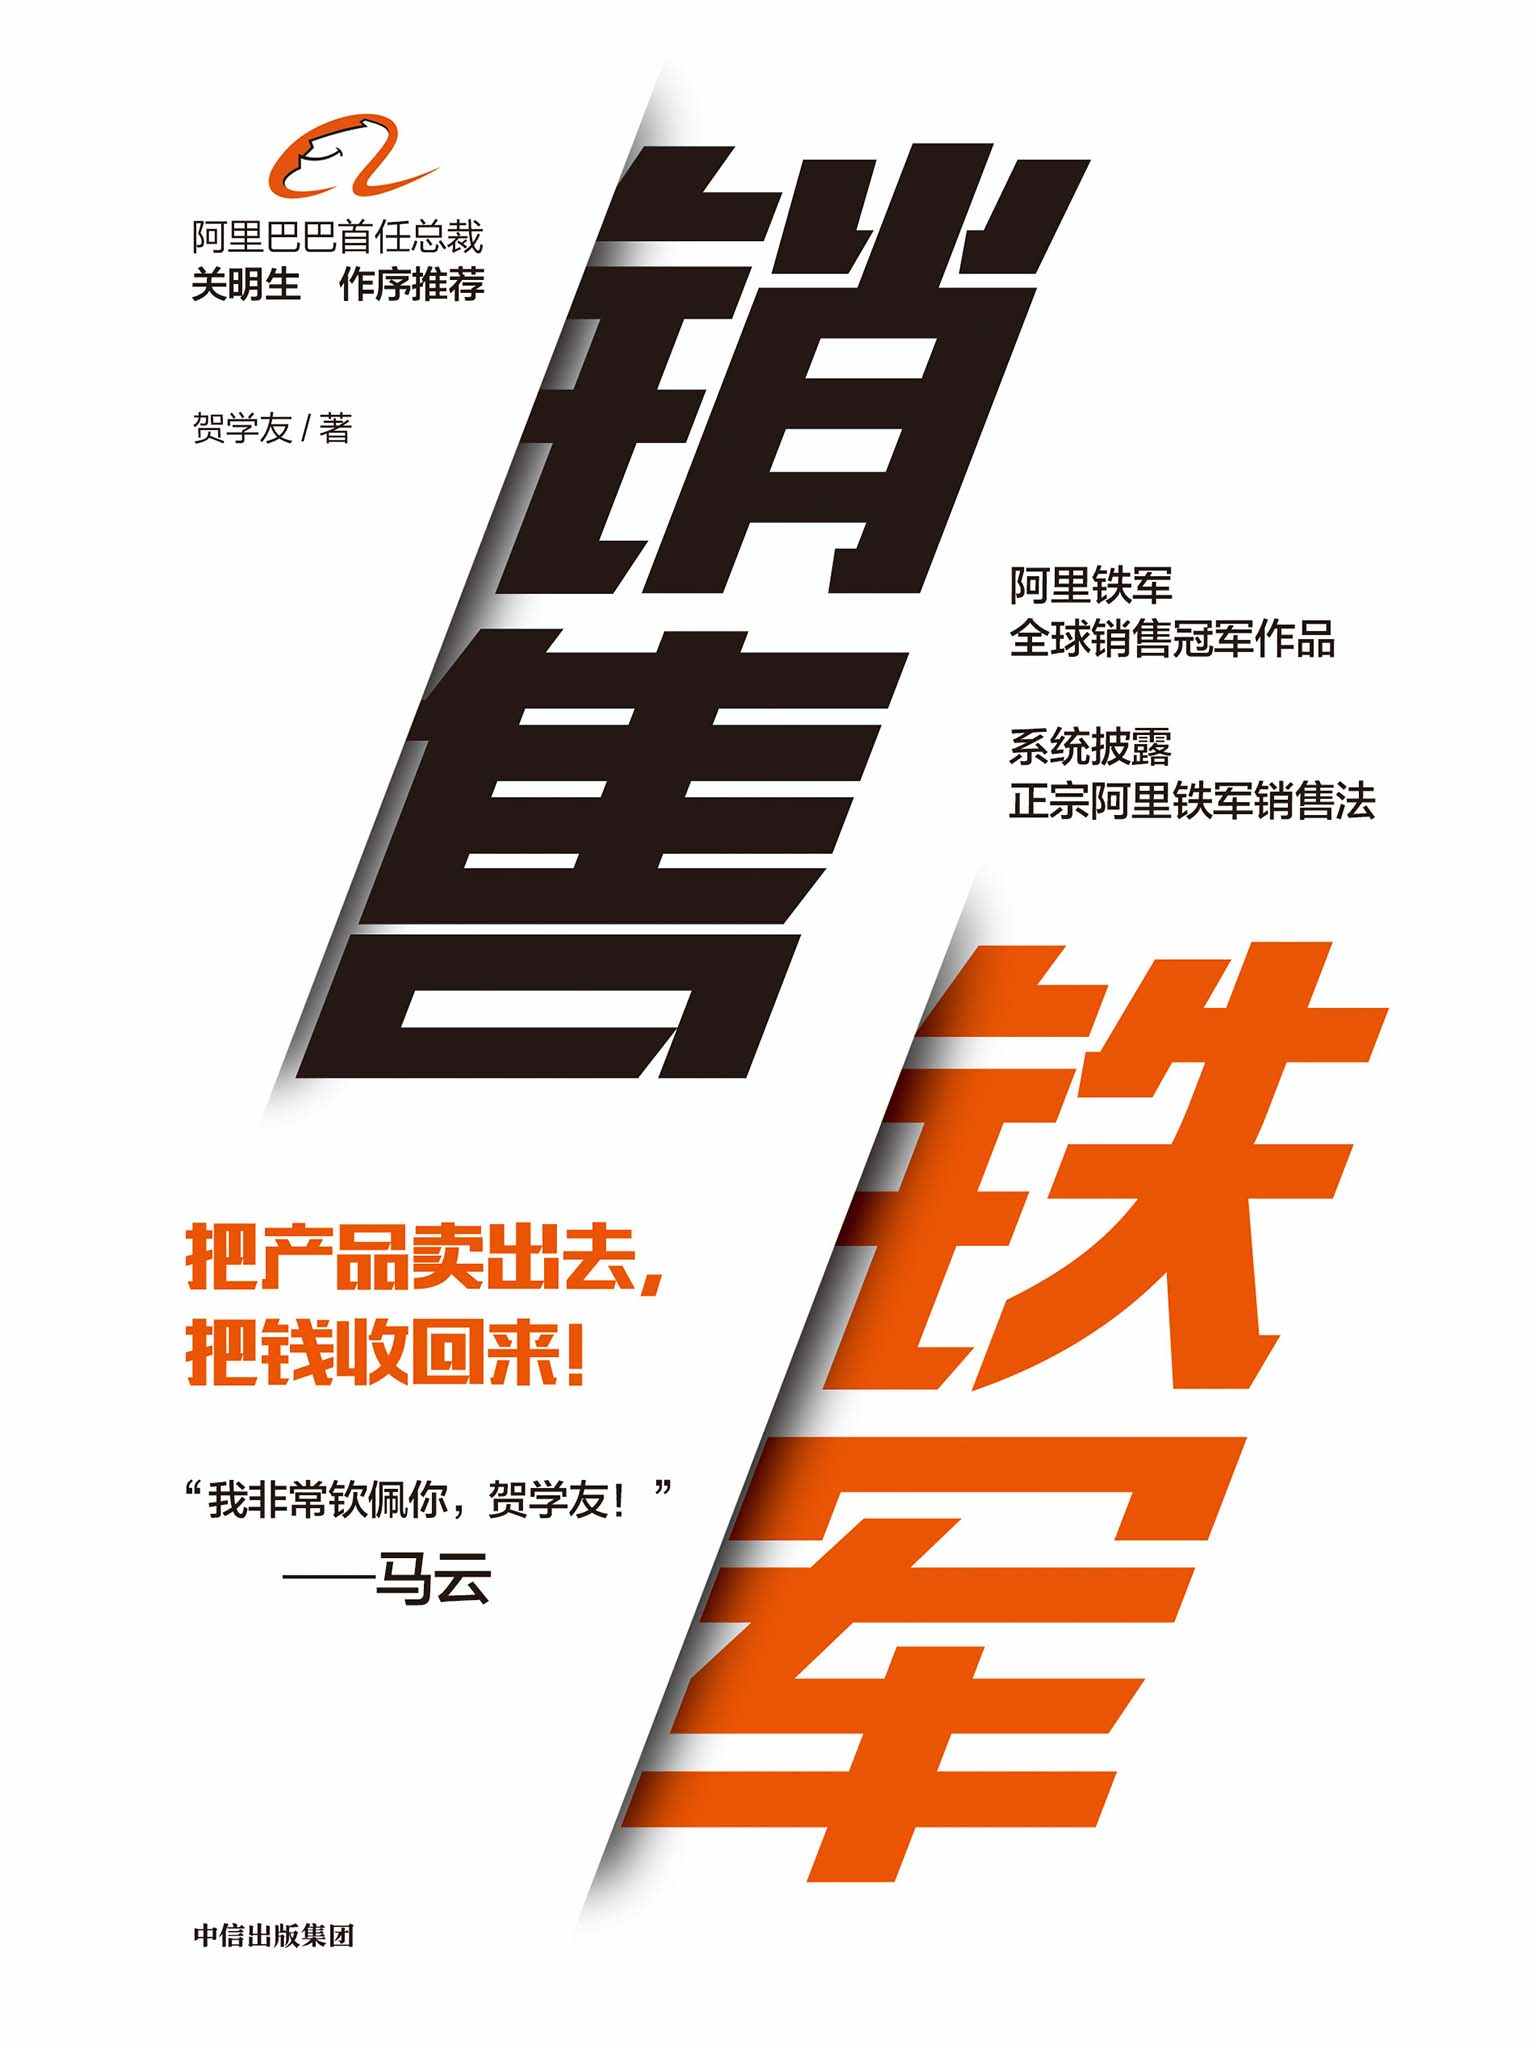 阿里巴巴首任总裁
关明生 作序推荐
贺学友 / 著
销售
阿里铁军
全球销售冠军作品
系统披露
正宗阿里铁军销售法
铁军
把产品卖出去，
把钱收回来！
“我非常钦佩你，贺学友！”
——马云
中信出版集团